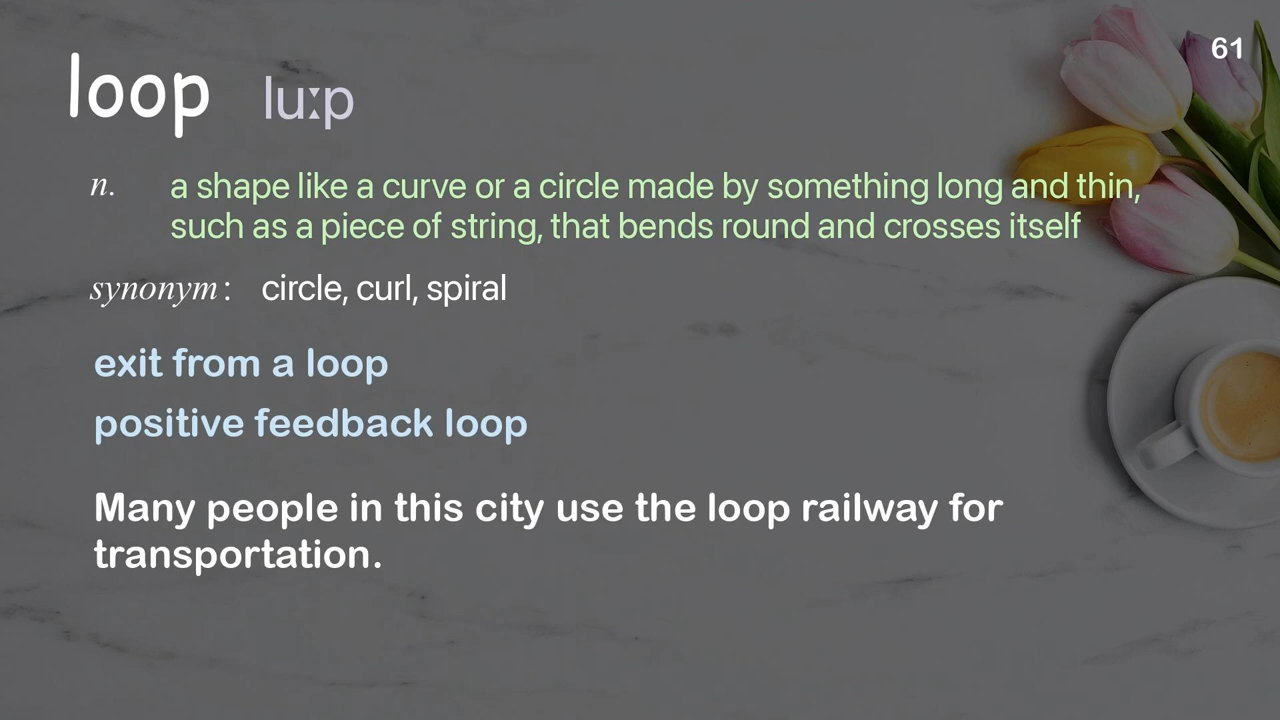 61
loop luːp
n. a shape like a curve or a circle made by something long and thin,
such as a piece of string, that bends round and crosses itself
synonym : circle, curl, spiral
exit from a loop
positive feedback loop
Many people in this city use the loop railway for
transportation.